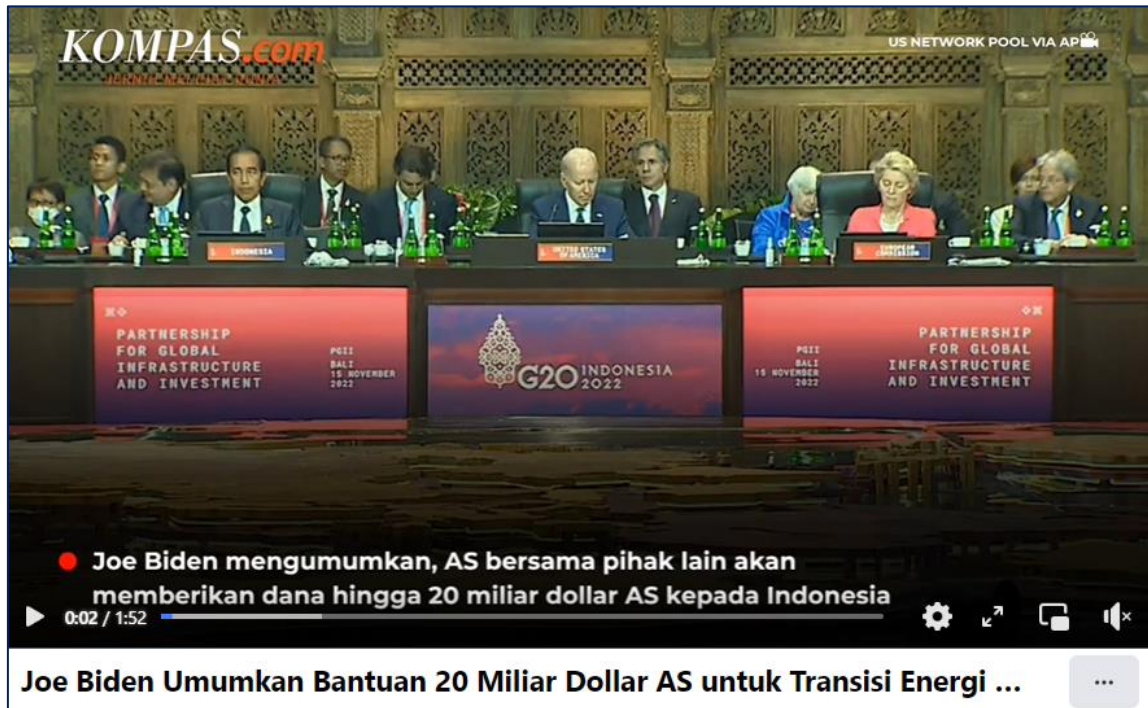 KOMPAS.com
JERNIH MELIHAT DUNIA
US NETWORK POOL VIA AP
INDONESIA
UNITED STATES
OF AMERICA
EUROPEAN
COMMISSION
PARTNERSHIP
FOR GLOBAL
INFRASTRUCTURE
AND INVESTMENT
PGII
BALI
15 NOVEMBER
2022
G20 INDONESIA
2022
PGII
BALI
15 NOVEMBER
2022
PARTNERSHIP
FOR GLOBAL
INFRASTRUCTURE
AND INVESTMENT
Joe Biden mengumumkan, AS bersama pihak lain akan
memberikan dana hingga 20 miliar dollar AS kepada Indonesia
0:02 / 1:52
Joe Biden Umumkan Bantuan 20 Miliar Dollar AS untuk Transisi Energi ...